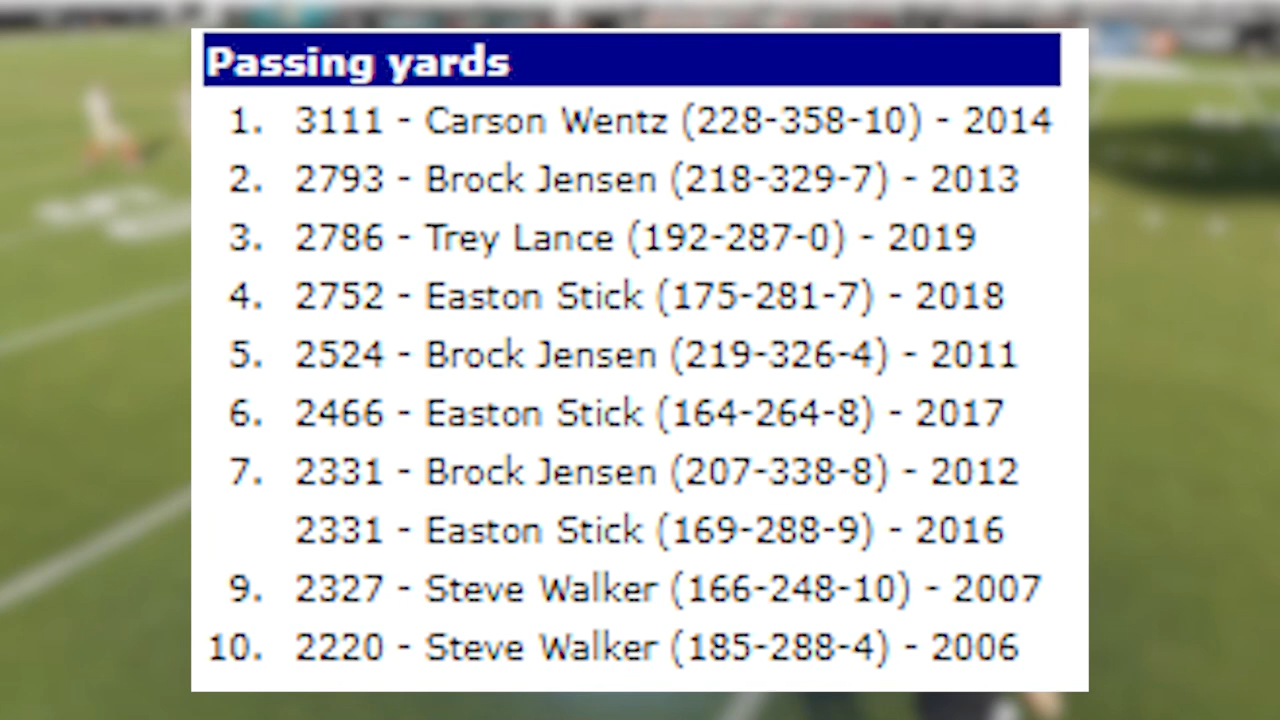 Passing yards
1. 3111 - Carson Wentz (228-358-10) - 2014
2. 2793 - Brock Jensen (218-329-7) - 2013
3. 2786 - Trey Lance (192-287-0) - 2019
4. 2752 - Easton Stick (175-281-7) - 2018
5. 2524 - Brock Jensen (219-326-4) - 2011
6. 2466 - Easton Stick (164-264-8) - 2017
7. 2331 - Brock Jensen (207-338-8) - 2012
2331 - Easton Stick (169-288-9) - 2016
9. 2327 - Steve Walker (166-248-10) - 2007
10. 2220 - Steve Walker (185-288-4) - 2006